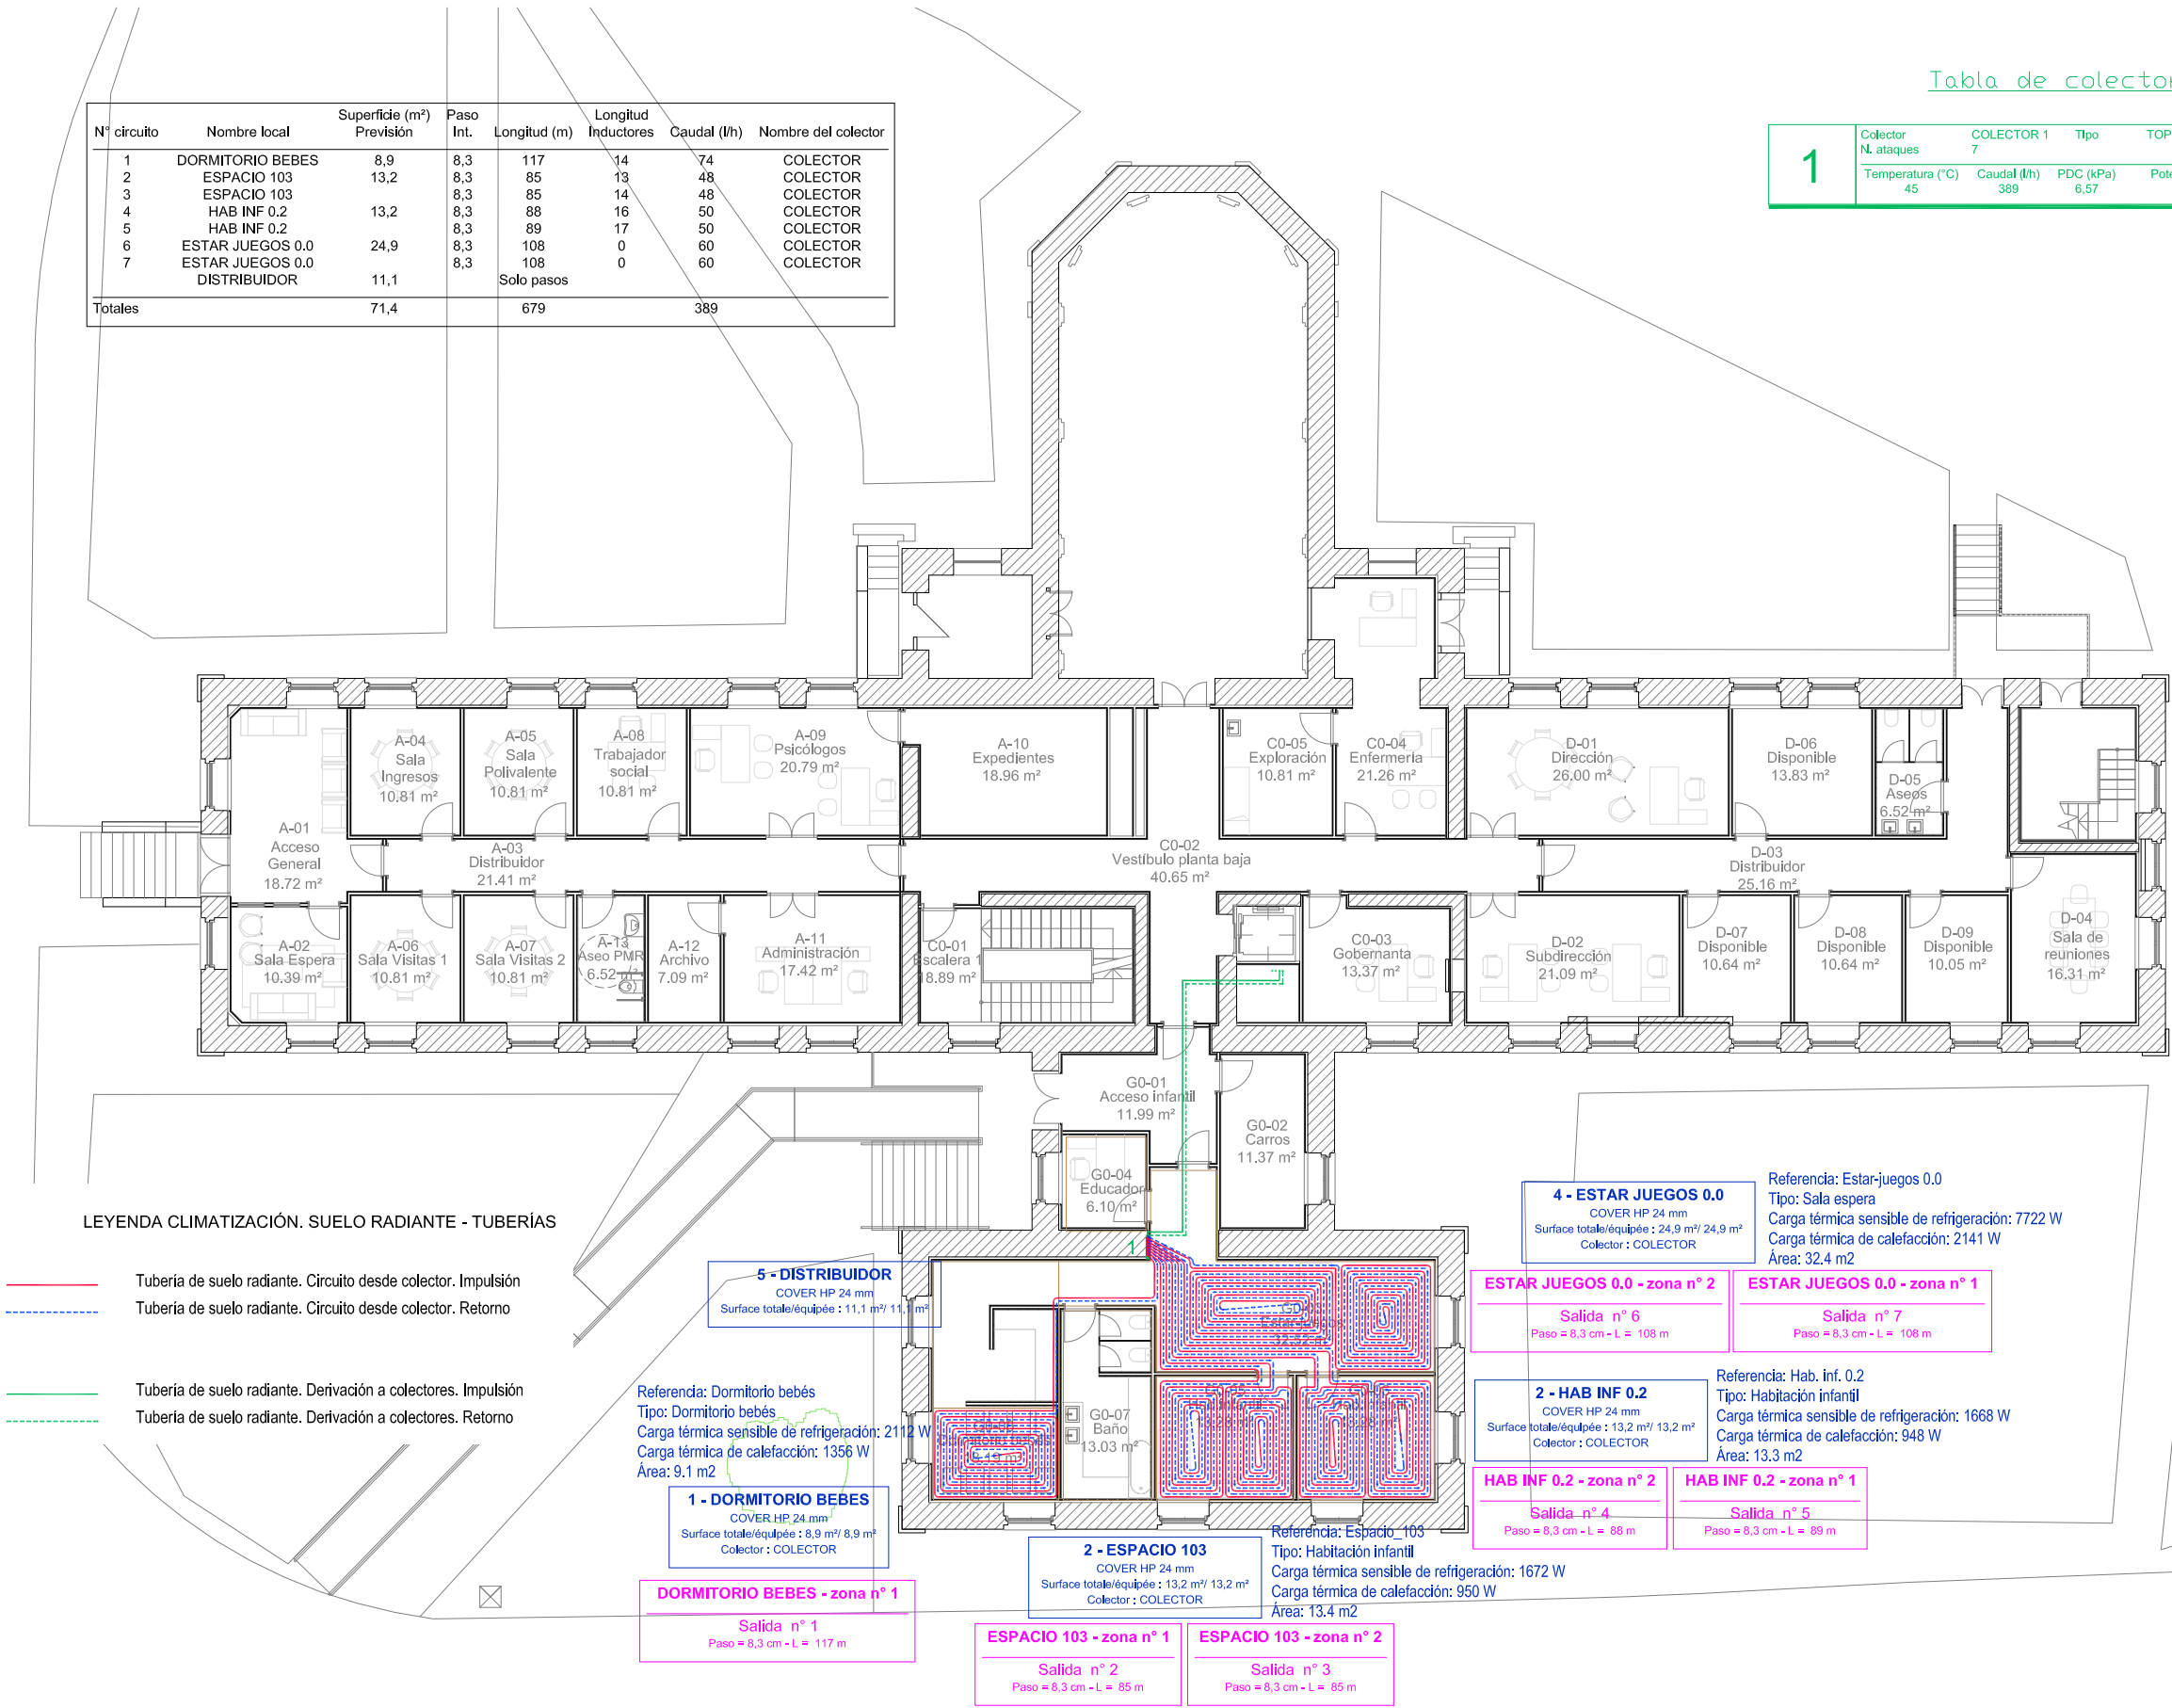 Tabla de colector
N° circuito Nombre local Superficie (m²) Previsión Paso Int. Longitud (m) Longitud Inductores Caudal (l/h) Nombre del colector
1 DORMITORIO BEBES 8,9 8,3 117 14 74 COLECTOR
2 ESPACIO 103 13,2 8,3 85 13 48 COLECTOR
3 ESPACIO 103 8,3 85 14 48 COLECTOR
4 HAB INF 0.2 13,2 8,3 88 16 50 COLECTOR
5 HAB INF 0.2 8,3 89 17 50 COLECTOR
6 ESTAR JUEGOS 0.0 24,9 8,3 108 0 60 COLECTOR
7 ESTAR JUEGOS 0.0 8,3 108 0 60 COLECTOR
DISTRIBUIDOR 11,1 Solo pasos
Totales 71,4 679 389
1
Colector COLECTOR 1 Tipo TOP
N. ataques 7
Temperatura (°C) Caudal (l/h) PDC (kPa) Pote
45 389 6,57
A-04
Sala
Ingresos
10.81 m²
A-05
Sala
Polivalente
10.81 m²
A-08
Trabajador
social
10.81 m²
A-09
Psicólogos
20.79 m²
A-10
Expedientes
18.96 m²
C0-05
Exploración
10.81 m²
C0-04
Enfermería
21.26 m²
D-01
Dirección
26.00 m²
D-06
Disponible
13.83 m²
D-05
Aseos
6.52 m²
A-01
Acceso
General
18.72 m²
A-03
Distribuidor
21.41 m²
C0-02
Vestíbulo planta baja
40.65 m²
D-03
Distribuidor
25.16 m²
A-02
Sala Espera
10.39 m²
A-06
Sala Visitas 1
10.81 m²
A-07
Sala Visitas 2
10.81 m²
A-13
Aseo PMR
6.52 m²
A-12
Archivo
7.09 m²
A-11
Administración
17.42 m²
C0-01
Escalera 1
18.89 m²
C0-03
Gobernanta
13.37 m²
D-02
Subdirección
21.09 m²
D-07
Disponible
10.64 m²
D-08
Disponible
10.64 m²
D-09
Disponible
10.05 m²
D-04
Sala de
reuniones
16.31 m²
G0-01
Acceso infantil
11.99 m²
G0-02
Carros
11.37 m²
G0-04
Educador
6.10 m²
1
G0-07
Baño
13.03 m²
LEYENDA CLIMATIZACIÓN. SUELO RADIANTE - TUBERÍAS
Tubería de suelo radiante. Circuito desde colector. Impulsión
Tubería de suelo radiante. Circuito desde colector. Retorno
Tubería de suelo radiante. Derivación a colectores. Impulsión
Tubería de suelo radiante. Derivación a colectores. Retorno
5 - DISTRIBUIDOR
COVER HP 24 mm
Surface totale/équipée : 11,1 m²/ 11,1 m²
4 - ESTAR JUEGOS 0.0
COVER HP 24 mm
Surface totale/équipée : 24,9 m²/ 24,9 m²
Colector : COLECTOR
Referencia: Estar-juegos 0.0
Tipo: Sala espera
Carga térmica sensible de refrigeración: 7722 W
Carga térmica de calefacción: 2141 W
Área: 32.4 m2
ESTAR JUEGOS 0.0 - zona n° 2
Salida n° 6
Paso = 8,3 cm - L = 108 m
ESTAR JUEGOS 0.0 - zona n° 1
Salida n° 7
Paso = 8,3 cm - L = 108 m
Referencia: Dormitorio bebés
Tipo: Dormitorio bebés
Carga térmica sensible de refrigeración: 2112 W
Carga térmica de calefacción: 1356 W
Área: 9.1 m2
1 - DORMITORIO BEBES
COVER HP 24 mm
Surface totale/équipée : 8,9 m²/ 8,9 m²
Colector : COLECTOR
DORMITORIO BEBES - zona n° 1
Salida n° 1
Paso = 8,3 cm - L = 117 m
2 - HAB INF 0.2
COVER HP 24 mm
Surface totale/équipée : 13,2 m²/ 13,2 m²
Colector : COLECTOR
Referencia: Hab. inf. 0.2
Tipo: Habitación infantil
Carga térmica sensible de refrigeración: 1668 W
Carga térmica de calefacción: 948 W
Área: 13.3 m2
HAB INF 0.2 - zona n° 2
Salida n° 4
Paso = 8,3 cm - L = 88 m
HAB INF 0.2 - zona n° 1
Salida n° 5
Paso = 8,3 cm - L = 89 m
2 - ESPACIO 103
COVER HP 24 mm
Surface totale/équipée : 13,2 m²/ 13,2 m²
Colector : COLECTOR
Referencia: Espacio_103
Tipo: Habitación infantil
Carga térmica sensible de refrigeración: 1672 W
Carga térmica de calefacción: 950 W
Área: 13.4 m2
ESPACIO 103 - zona n° 1
Salida n° 2
Paso = 8,3 cm - L = 85 m
ESPACIO 103 - zona n° 2
Salida n° 3
Paso = 8,3 cm - L = 85 m